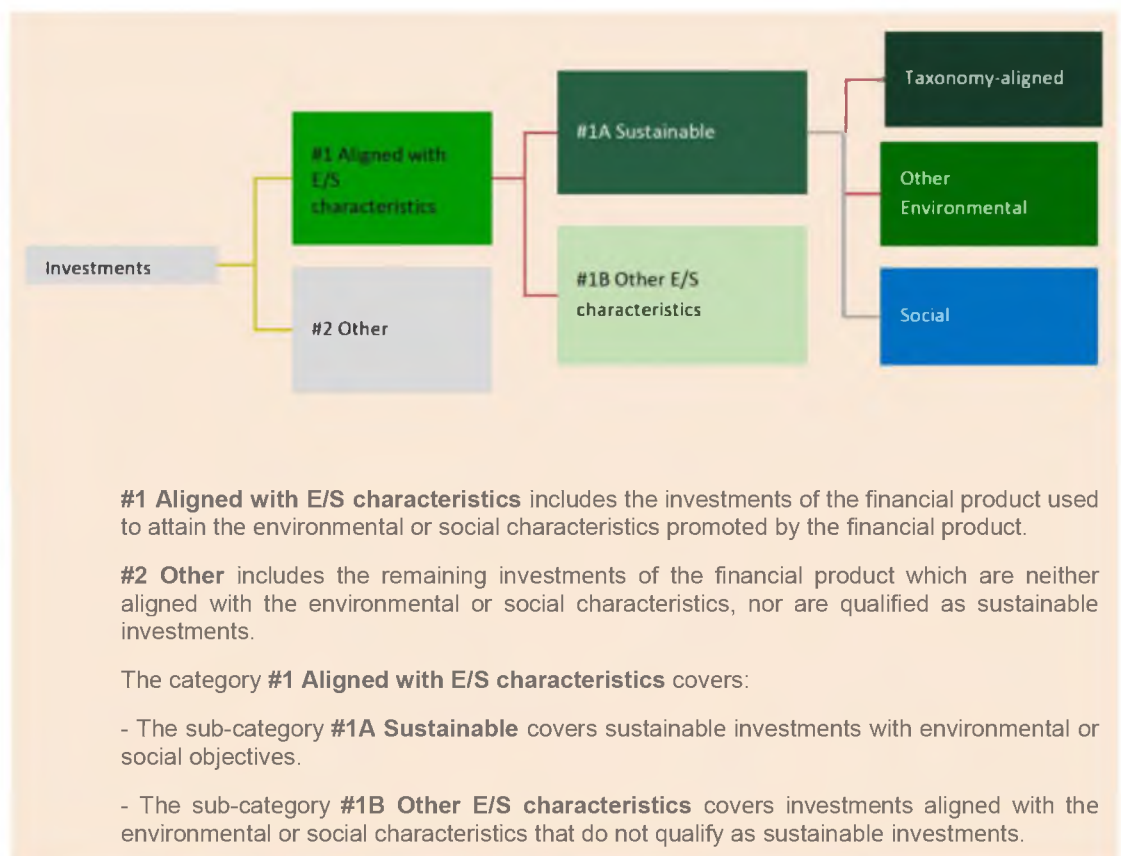 Investments
#1 Aligned with
E/S
characteristics
#2 Other
#1A Sustainable
#1B Other E/S
characteristics
Taxonomy-aligned
Other
Environmental
Social
#1 Aligned with E/S characteristics includes the investments of the financial product used
to attain the environmental or social characteristics promoted by the financial product.
#2 Other includes the remaining investments of the financial product which are neither
aligned with the environmental or social characteristics, nor are qualified as sustainable
investments.
The category #1 Aligned with E/S characteristics covers:
- The sub-category #1A Sustainable covers sustainable investments with environmental or
social objectives.
- The sub-category #1B Other E/S characteristics covers investments aligned with the
environmental or social characteristics that do not qualify as sustainable investments.